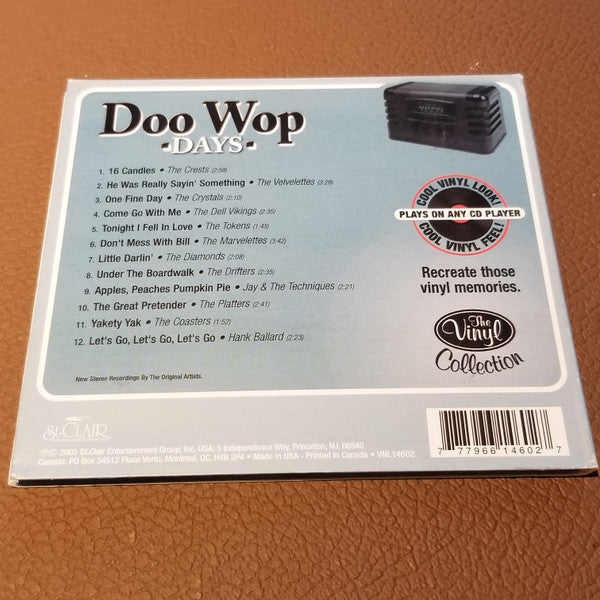 Doo Wop
-DAYS-
1. 16 Candles • The Crests (2:58)
2. He Was Really Sayin' Something • The Velvelettes (3:28)
3. One Fine Day • The Crystals (2:10)
4. Come Go With Me • The Dell Vikings (2:35)
5. Tonight I Fell In Love • The Tokens (1:45)
6. Don't Mess With Bill • The Marvelettes (3:42)
7. Little Darlin' • The Diamonds (2:08)
8. Under The Boardwalk • The Drifters (2:35)
9. Apples, Peaches Pumpkin Pie • Jay & The Techniques (2:21)
10. The Great Pretender • The Platters (2:41)
11. Yakety Yak • The Coasters (1:52)
12. Let's Go, Let's Go, Let's Go • Hank Ballard (2:23)
COOL VINYL LOOK!
PLAYS ON ANY CD PLAYER
COOL VINYL FEEL!
Recreate those
vinyl memories.
The
Vinyl
Collection
New Stereo Recordings By The Original Artists.
St.CLAIR
℗© 2005 St.Clair Entertainment Group, Inc. USA: 5 Independence Way, Princeton, NJ, 08540
Canada: PO Box 34512 Place Vertu, Montreal, QC, H4R 2P4 • Made in USA - Printed in Canada • VNL14602
7 77966 14602 7